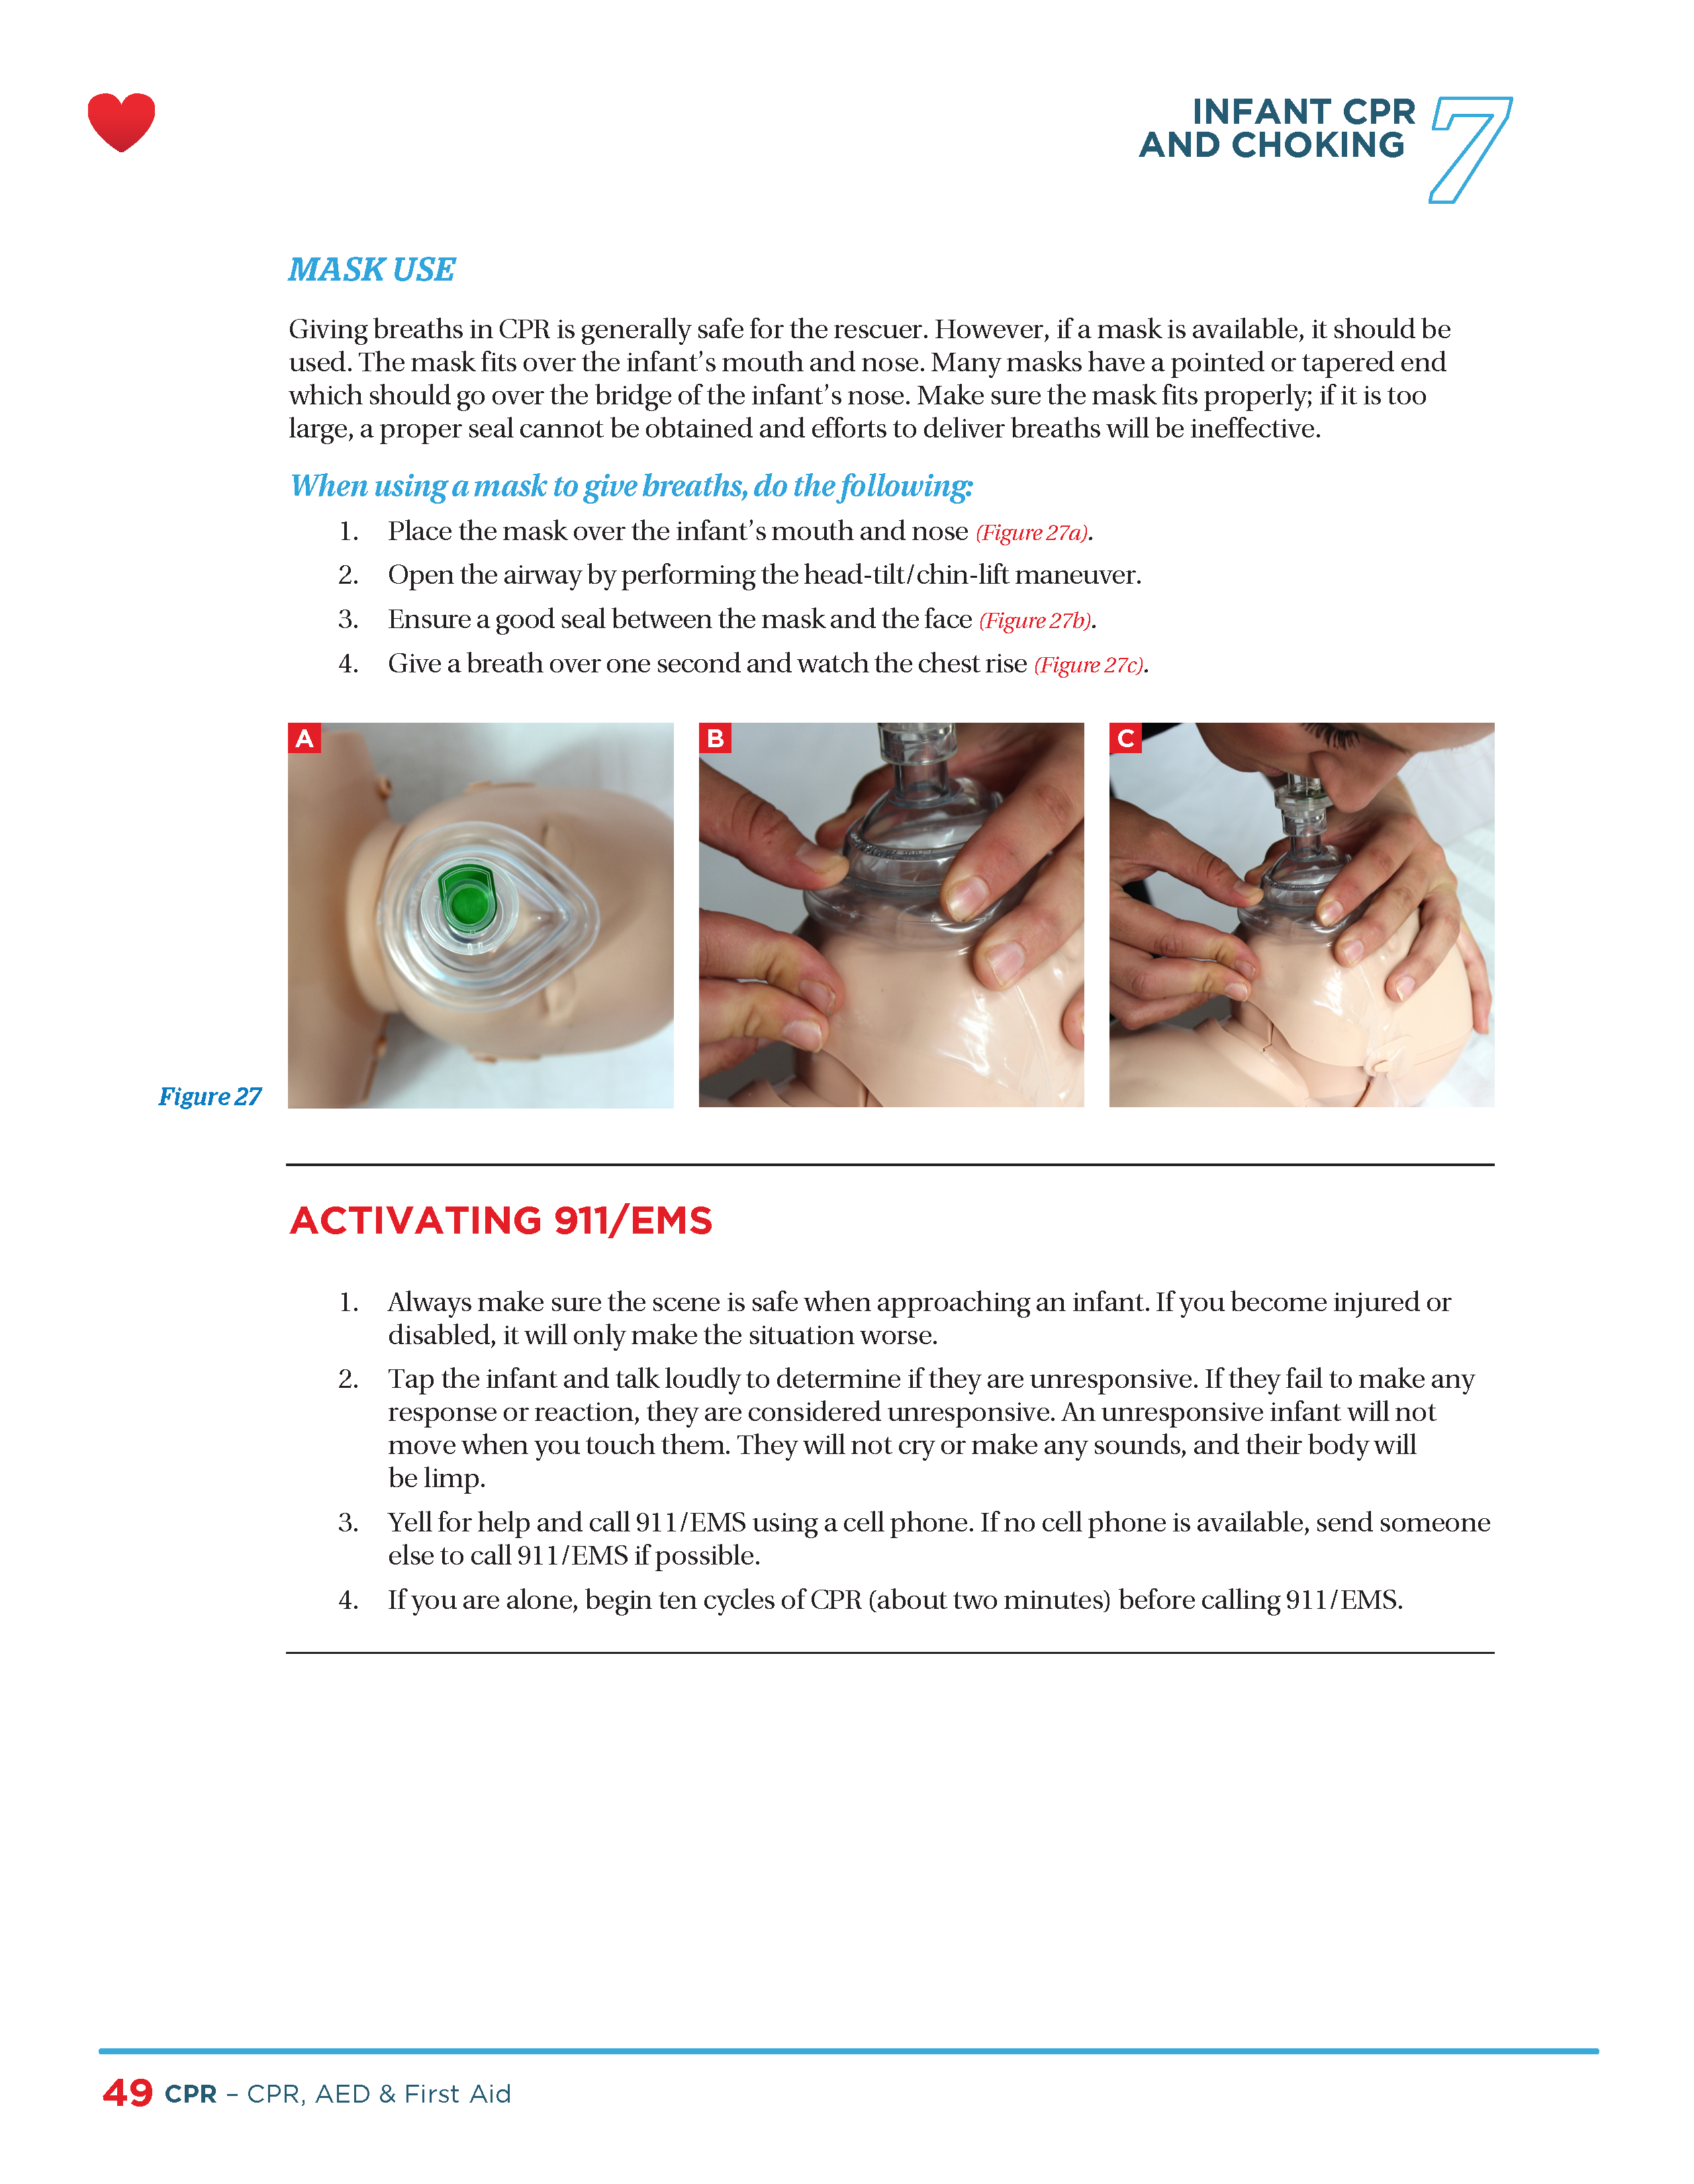 INFANT CPR
AND CHOKING
7
MASK USE
Giving breaths in CPR is generally safe for the rescuer. However, if a mask is available, it should be
used. The mask fits over the infant's mouth and nose. Many masks have a pointed or tapered end
which should go over the bridge of the infant's nose. Make sure the mask fits properly; if it is too
large, a proper seal cannot be obtained and efforts to deliver breaths will be ineffective.
When using a mask to give breaths, do the following:
1. Place the mask over the infant's mouth and nose (Figure 27a).
2. Open the airway by performing the head-tilt/chin-lift maneuver.
3. Ensure a good seal between the mask and the face (Figure 27b).
4. Give a breath over one second and watch the chest rise (Figure 27c).
A
B
C
Figure 27
ACTIVATING 911/EMS
1. Always make sure the scene is safe when approaching an infant. If you become injured or
disabled, it will only make the situation worse.
2. Tap the infant and talk loudly to determine if they are unresponsive. If they fail to make any
response or reaction, they are considered unresponsive. An unresponsive infant will not
move when you touch them. They will not cry or make any sounds, and their body will
be limp.
3. Yell for help and call 911/EMS using a cell phone. If no cell phone is available, send someone
else to call 911/EMS if possible.
4. If you are alone, begin ten cycles of CPR (about two minutes) before calling 911/EMS.
49 CPR – CPR, AED & First Aid